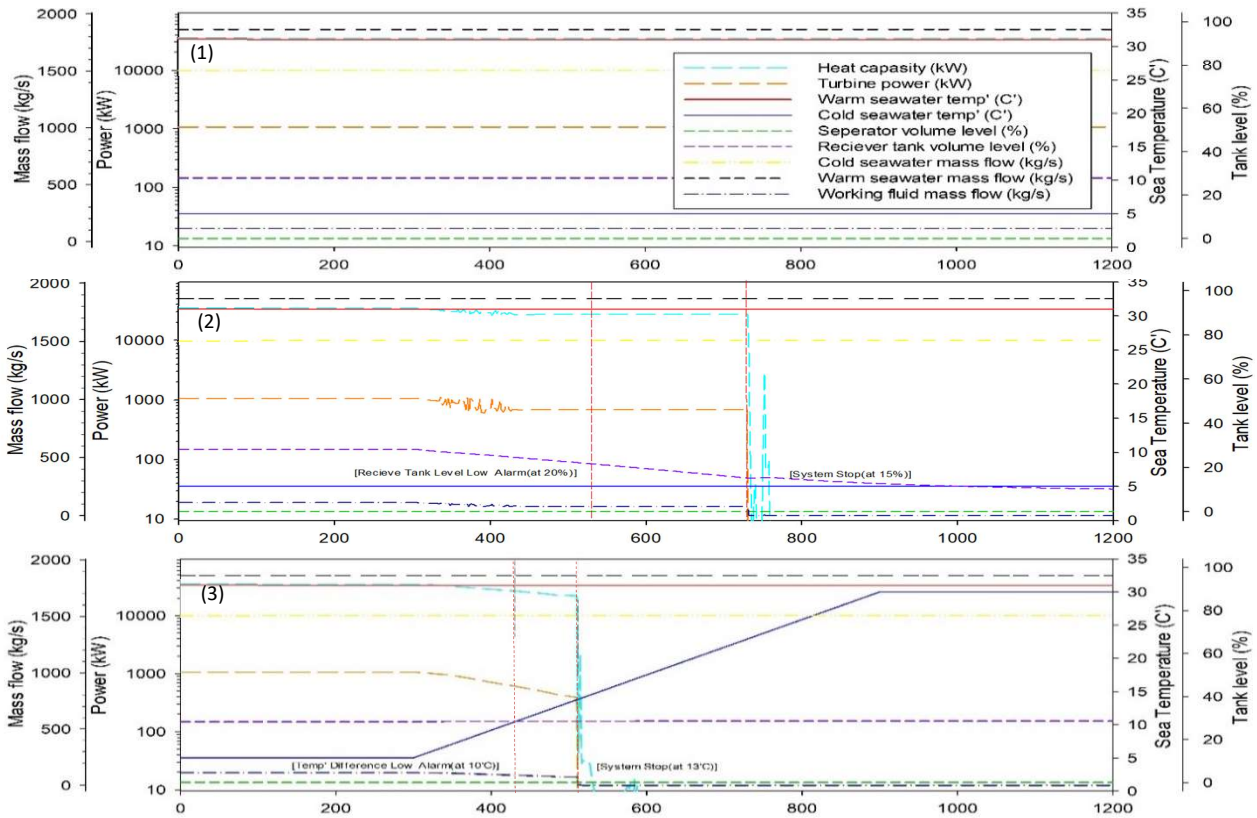 2000
1500
1000
500
0
Mass flow (kg/s)
10000
1000
100
10
Power (kW)
(1)
Heat capasity (kW)
Turbine power (kW)
Warm seawater temp' (C')
Cold seawater temp' (C')
Seperator volume level (%)
Reciever tank volume level (%)
Cold seawater mass flow (kg/s)
Warm seawater mass flow (kg/s)
Working fluid mass flow (kg/s)
35
30
25
20
15
10
5
0
Sea Temperature (C')
100
80
60
40
20
0
Tank level (%)
0 200 400 600 800 1000 1200
2000
1500
1000
500
0
Mass flow (kg/s)
10000
1000
100
10
Power (kW)
(2)
[Recieve Tank Level Low Alarm(at 20%)]
[System Stop(at 15%)]
35
30
25
20
15
10
5
0
Sea Temperature (C')
100
80
60
40
20
0
Tank level (%)
0 200 400 600 800 1000 1200
2000
1500
1000
500
0
Mass flow (kg/s)
10000
1000
100
10
Power (kW)
(3)
[Temp' Difference Low Alarm(at 10℃)]
[System Stop(at 13℃)]
35
30
25
20
15
10
5
0
Sea Temperature (C')
100
80
60
40
20
0
Tank level (%)
0 200 400 600 800 1000 1200